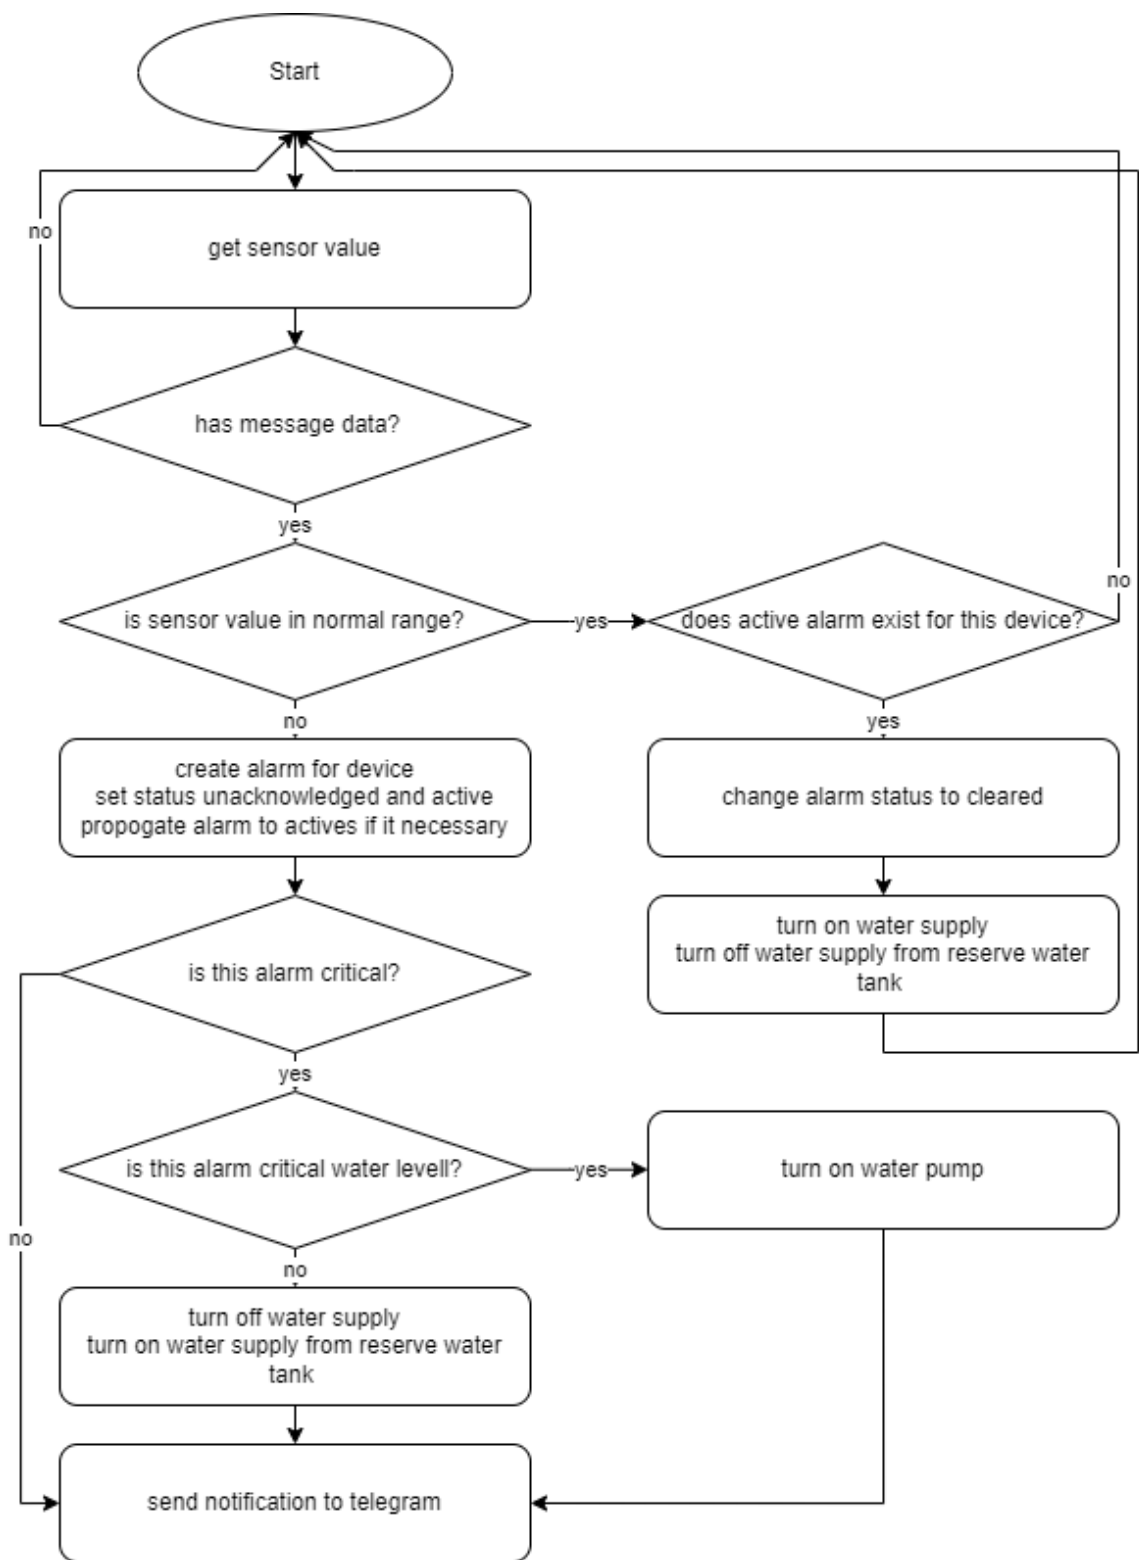 Start
no
get sensor value
has message data?
yes
is sensor value in normal range?
yes
does active alarm exist for this device?
no
no
create alarm for device
set status unacknowledged and active
propogate alarm to actives if it necessary
yes
change alarm status to cleared
turn on water supply
turn off water supply from reserve water
tank
is this alarm critical?
no
yes
is this alarm critical water levell?
yes
turn on water pump
no
turn off water supply
turn on water supply from reserve water
tank
send notification to telegram